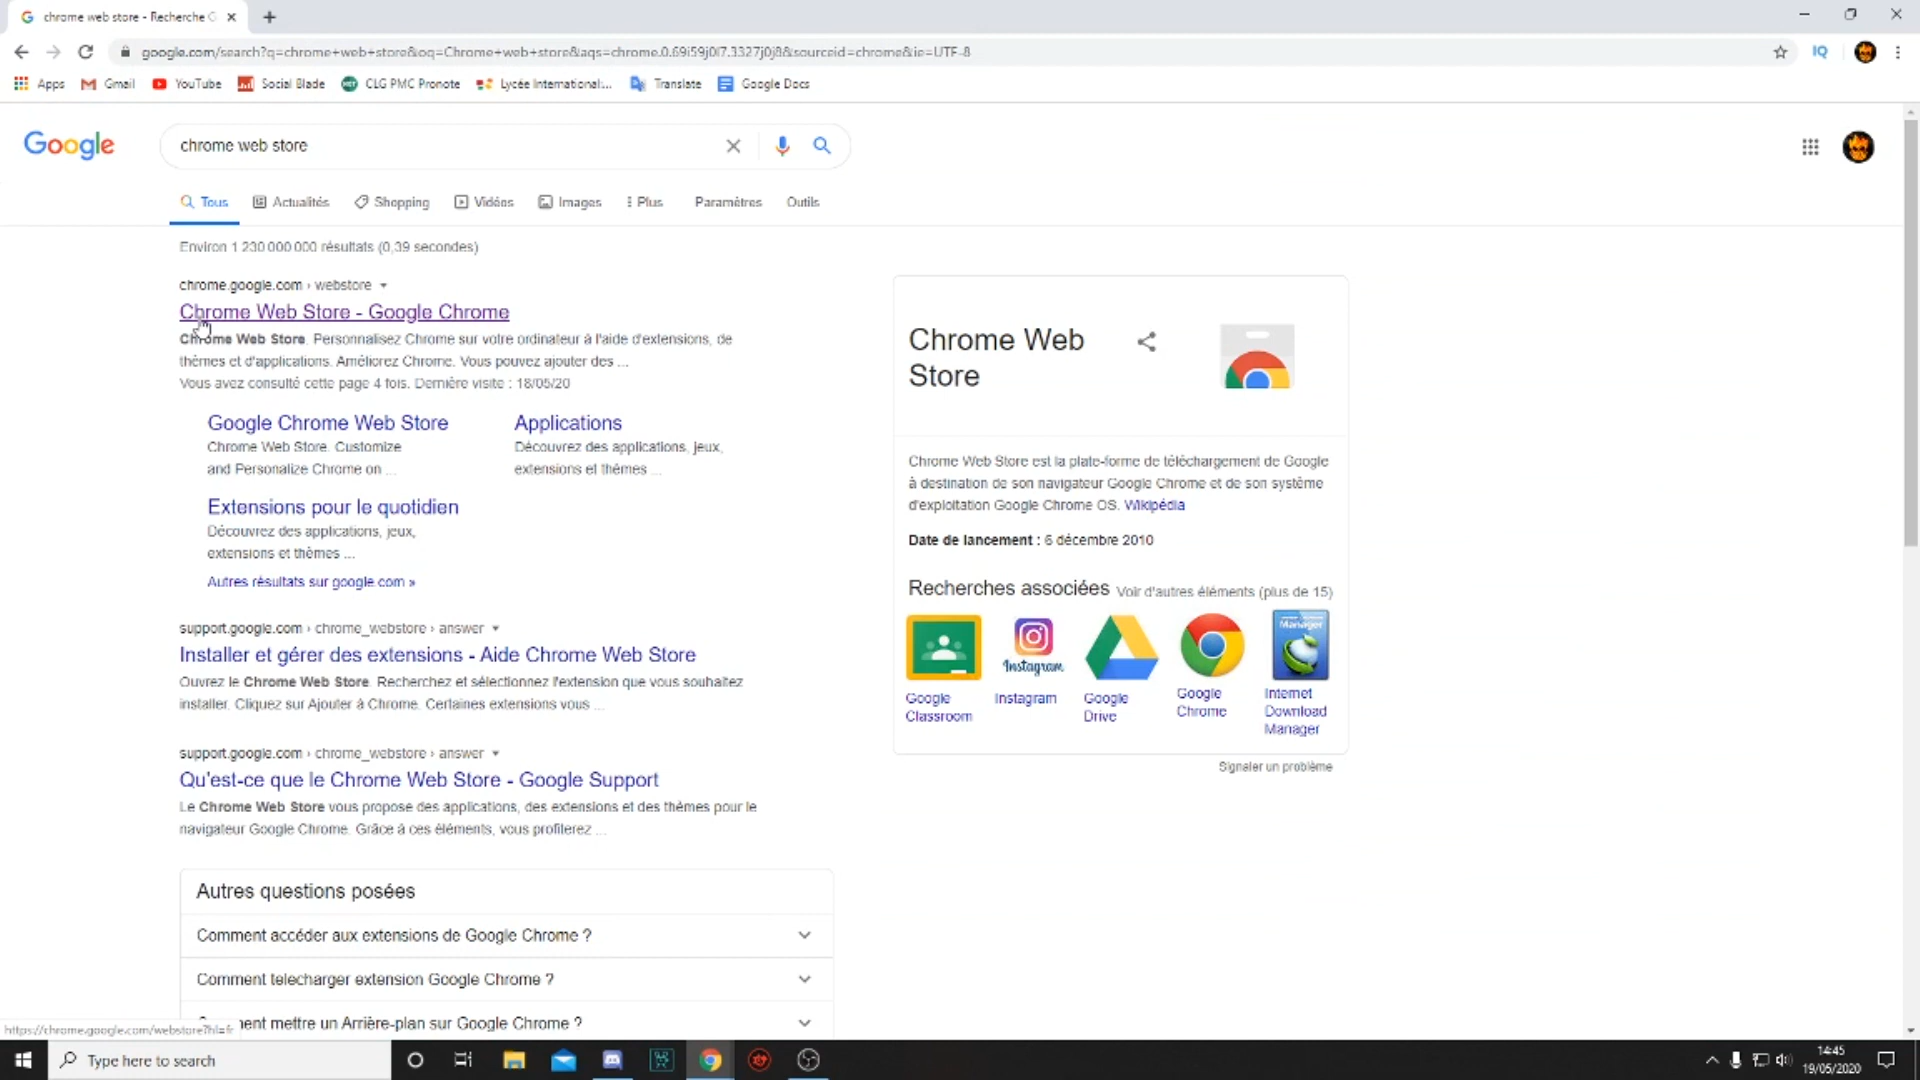 chrome web store - Recherche G
google.com/search?q=chrome+web+store&oq=Chrome+web+store&aqs=chrome.0.69i59j0l7.3327j0j8&sourceid=chrome&ie=UTF-8
IQ
Apps Gmail YouTube Social Blade CLG PMC Pronote Lycée International:... Translate Google Docs
Google
chrome web store
Tous Actualités Shopping Vidéos Images Plus Paramètres Outils
Environ 1 230 000 000 résultats (0,39 secondes)
chrome.google.com › webstore
Chrome Web Store - Google Chrome
Chrome Web Store. Personnalisez Chrome sur votre ordinateur à l'aide d'extensions, de
thèmes et d'applications. Améliorez Chrome. Vous pouvez ajouter des ...
Vous avez consulté cette page 4 fois. Dernière visite : 18/05/20
Google Chrome Web Store
Chrome Web Store. Customize
and Personalize Chrome on ...
Applications
Découvrez des applications, jeux,
extensions et thèmes ...
Extensions pour le quotidien
Découvrez des applications, jeux,
extensions et thèmes ...
Autres résultats sur google.com »
support.google.com › chrome_webstore › answer
Installer et gérer des extensions - Aide Chrome Web Store
Ouvrez le Chrome Web Store. Recherchez et sélectionnez l'extension que vous souhaitez
installer. Cliquez sur Ajouter à Chrome. Certaines extensions vous ...
support.google.com › chrome_webstore › answer
Qu'est-ce que le Chrome Web Store - Google Support
Le Chrome Web Store vous propose des applications, des extensions et des thèmes pour le
navigateur Google Chrome. Grâce à ces éléments, vous profiterez ...
Autres questions posées
Comment accéder aux extensions de Google Chrome ?
Comment telecharger extension Google Chrome ?
ment mettre un Arrière-plan sur Google Chrome ?
Chrome Web
Store
Chrome Web Store est la plate-forme de téléchargement de Google
à destination de son navigateur Google Chrome et de son système
d'exploitation Google Chrome OS. Wikipédia
Date de lancement : 6 décembre 2010
Recherches associées Voir d'autres éléments (plus de 15)
Instagram
Manager
Google
Classroom
Instagram
Google
Drive
Google
Chrome
Internet
Download
Manager
Signaler un problème
https://chrome.google.com/webstore?hl=fr
Type here to search
14:45
19/05/2020